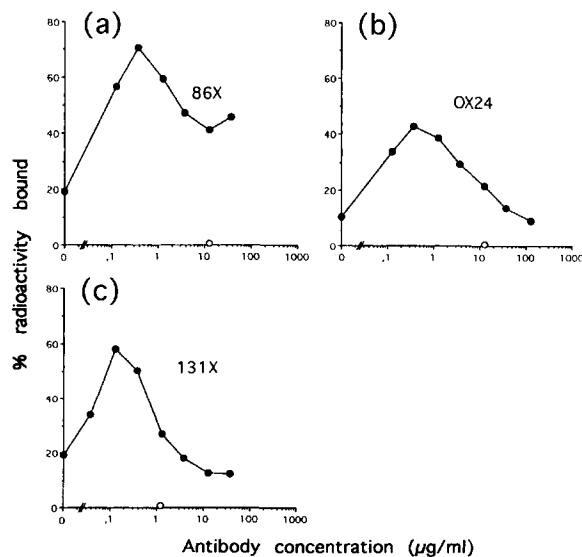 (a)
80
60
40
20
0
86X
0 .1 1 10 100 1000
(b)
80
60
40
20
0
OX24
0 .1 1 10 100 1000
(c)
80
60
40
20
0
131X
0 .1 1 10 100 1000
% radioactivity bound
Antibody concentration (µg/ml)